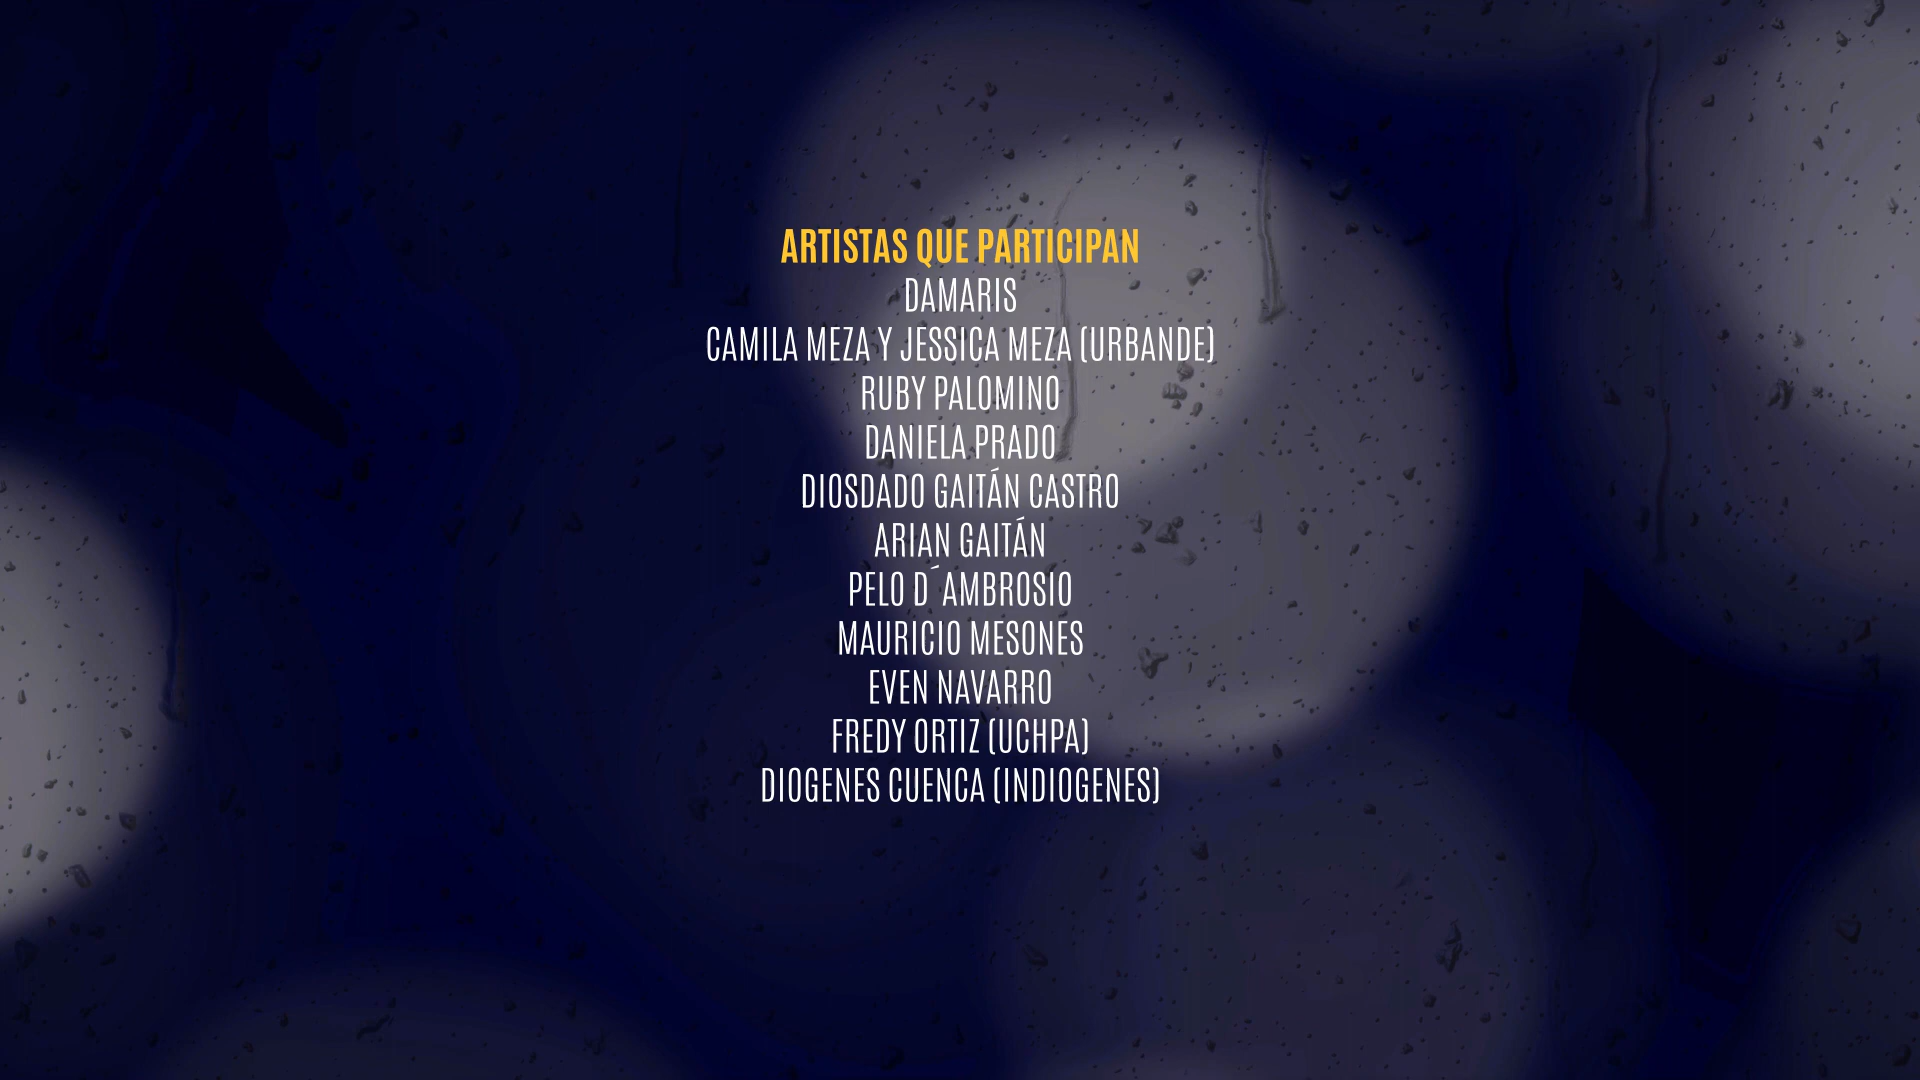 ARTISTAS QUE PARTICIPAN
DAMARIS
CAMILA MEZA Y JESSICA MEZA (URBANDE)
RUBY PALOMINO
DANIELA PRADO
DIOSDADO GAITÁN CASTRO
ARIAN GAITÁN
PELO D´AMBROSIO
MAURICIO MESONES
EVEN NAVARRO
FREDY ORTIZ (UCHPA)
DIOGENES CUENCA (INDIOGENES)